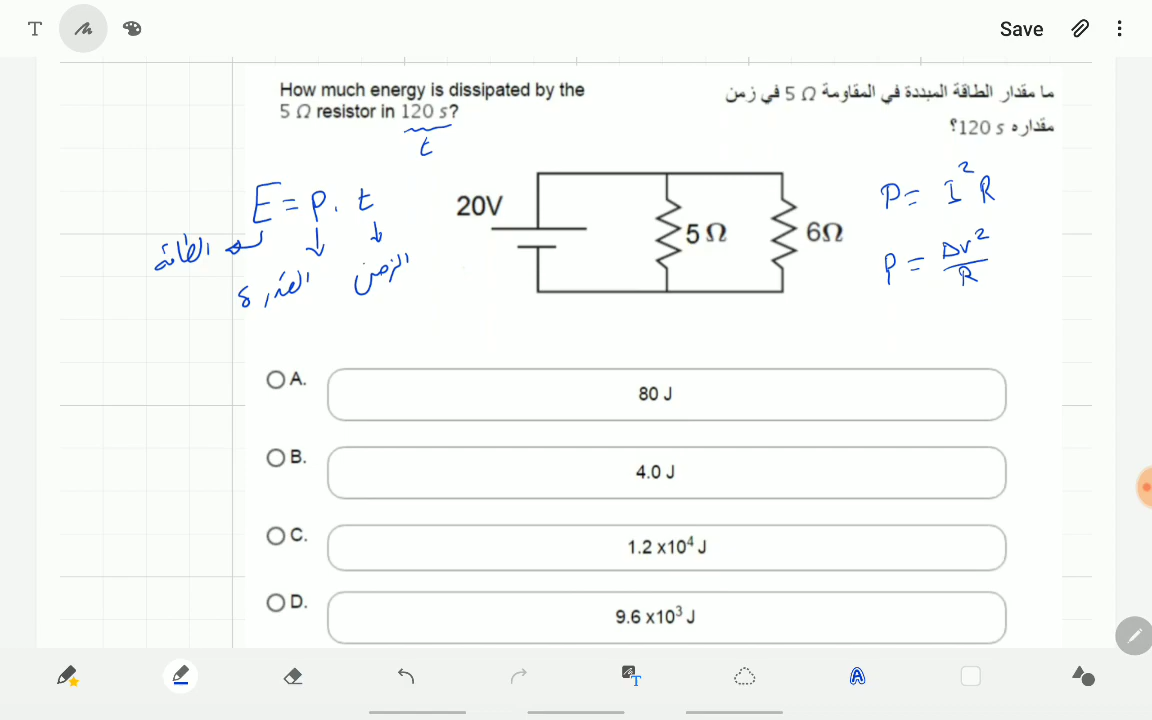 T
Save
How much energy is dissipated by the
5 Ω resistor in 120 s?
ما مقدار الطاقة المبددة في المقاومة 5 Ω في زمن
مقداره 120 s؟
t
E = P . t
الطاقة
القدرة
الزمن
20V
5 Ω
6Ω
P = I² R
P = Δv²/R
A.
80 J
B.
4.0 J
C.
1.2 x10⁴ J
D.
9.6 x10³ J
T
A